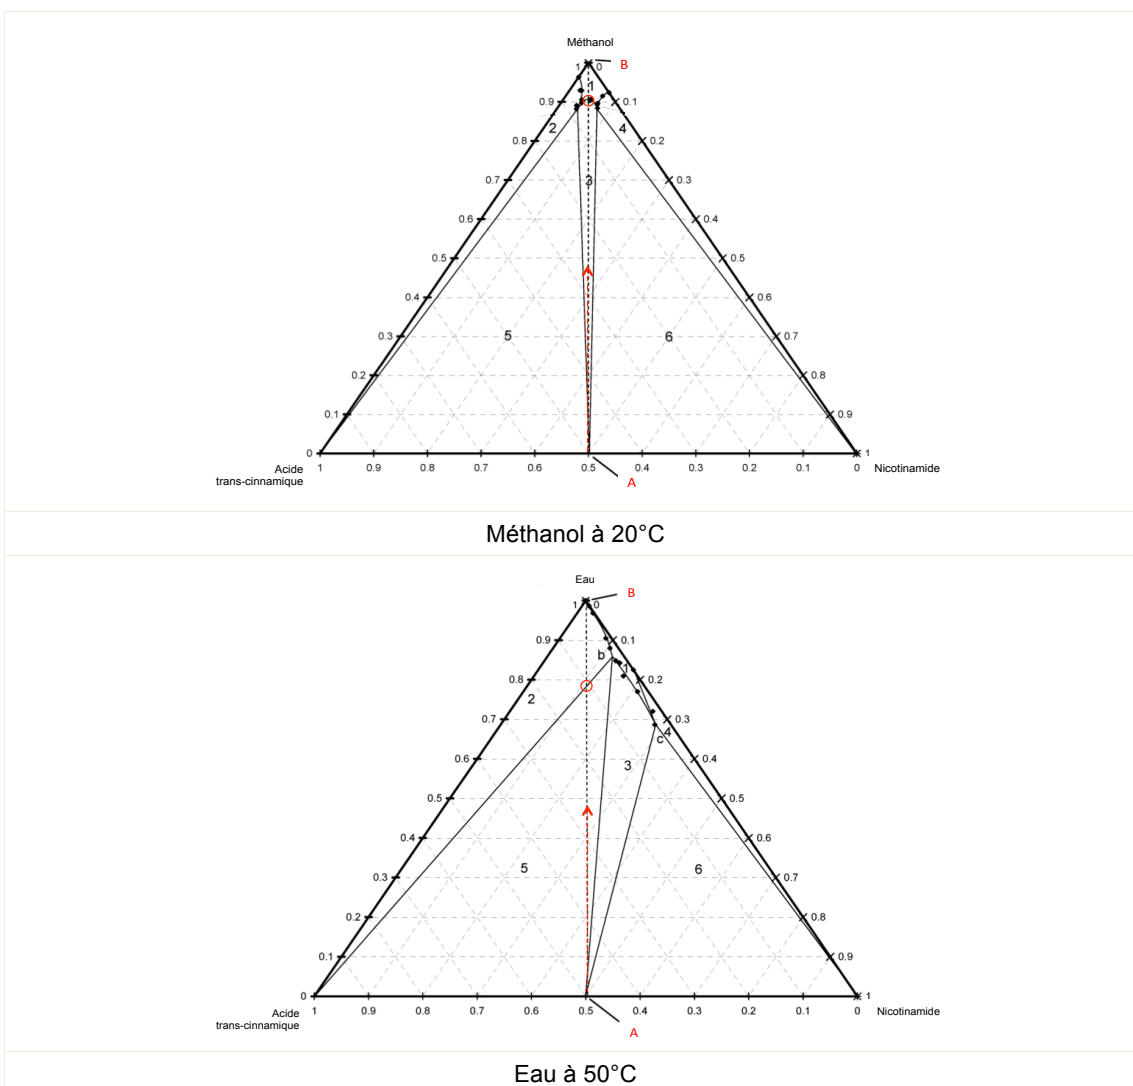 Méthanol
B
1 0
1
0.9 0.1
2 4
0.8 0.2
0.7 3 0.3
0.6 0.4
0.5 0.5
0.4 0.6
0.3 5 6 0.7
0.2 0.8
0.1 0.9
0 1
1 0.9 0.8 0.7 0.6 0.5 0.4 0.3 0.2 0.1 0
Acide
trans-cinnamique
Nicotinamide
A
Méthanol à 20°C
Eau
B
1 0
0.9 0.1
b 1
0.8 0.2
2
0.7 0.3
4
c
3
0.6 0.4
0.5 0.5
0.4 0.6
5 6
0.3 0.7
0.2 0.8
0.1 0.9
0 1
1 0.9 0.8 0.7 0.6 0.5 0.4 0.3 0.2 0.1 0
Acide
trans-cinnamique
Nicotinamide
A
Eau à 50°C